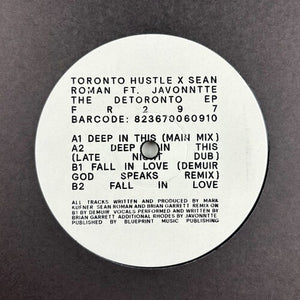 TORONTO HUSTLE X SEAN
ROMAN FT. JAVONNTTE
THE DETORONTO EP
FR297
BARCODE: 823670060910
A1 DEEP IN THIS (MAIN MIX)
A2 DEEP IN THIS
(LATE NIGHT DUB)
B1 FALL IN LOVE (DEMUIR
GOD SPEAKS REMIX)
B2 FALL IN LOVE
ALL TRACKS WRITTEN AND PRODUCED BY MARK
KUFNER SEAN ROMAN AND BRIAN GARRETT REMIX ON
B1 BY DEMUIR. VOCALS PERFORMED AND WRITTEN BY
BRIAN GARRETT ADDITIONAL RHODES BY JAVONNTTE
PUBLISHED BY BLUEPRINT MUSIC PUBLISHING